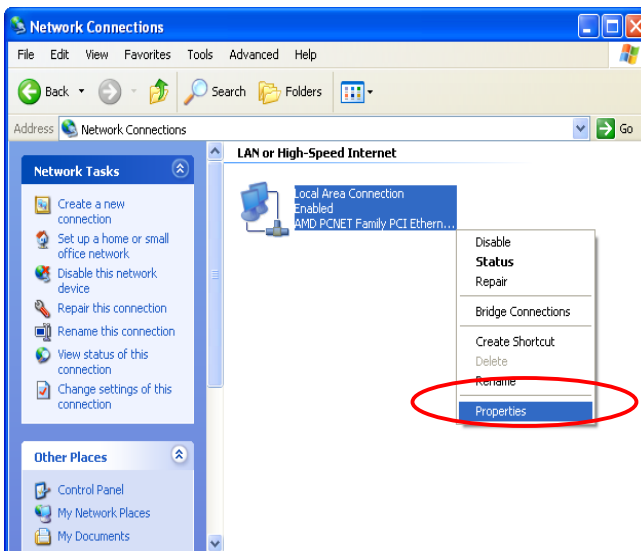 Network Connections
File Edit View Favorites Tools Advanced Help
Back Search Folders
Address Network Connections Go
Network Tasks
Create a new
connection
Set up a home or small
office network
Disable this network
device
Repair this connection
Rename this connection
View status of this
connection
Change settings of this
connection
Other Places
Control Panel
My Network Places
My Documents
LAN or High-Speed Internet
Local Area Connection
Enabled
AMD PCNET Family PCI Ethern...
Disable
Status
Repair
Bridge Connections
Create Shortcut
Delete
Rename
Properties